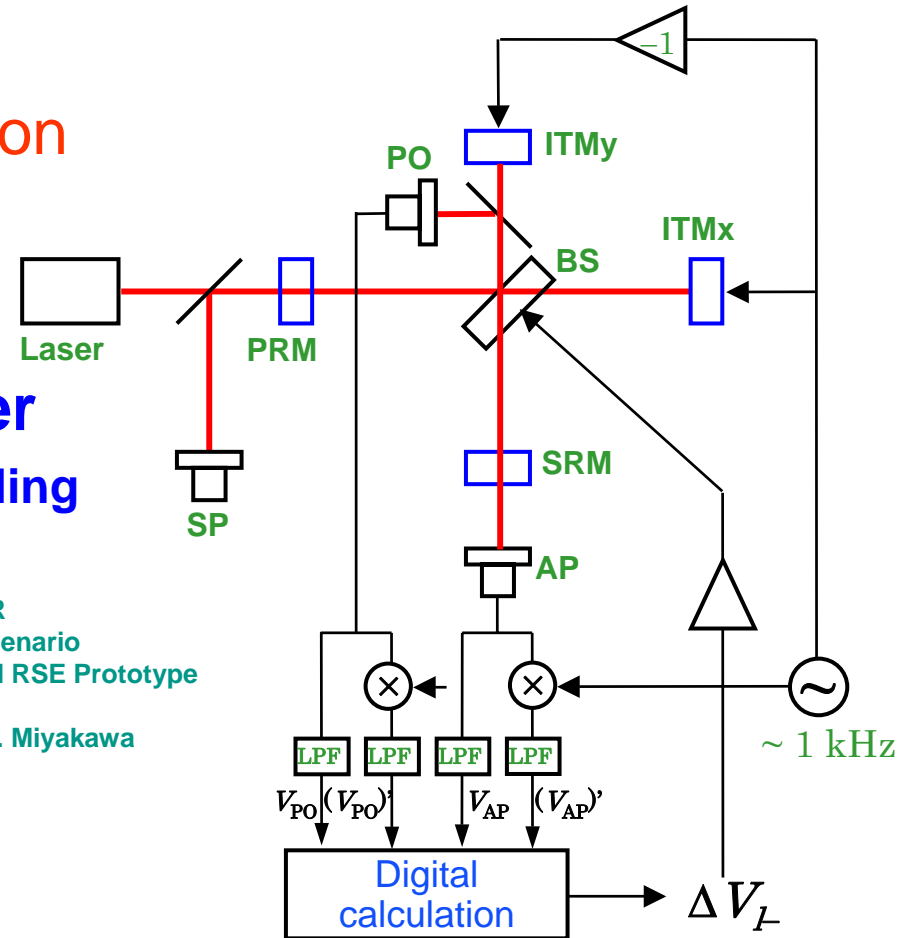 on
er
ling
R
enario
RSE Prototype
. Miyakawa
−1
ITMy
PO
ITMx
BS
Laser
PRM
SRM
SP
AP
×
×
~
~ 1 kHz
LPF
LPF
LPF
LPF
V_PO
(V_PO)'
V_AP
(V_AP)'
Digital
calculation
ΔV_l−